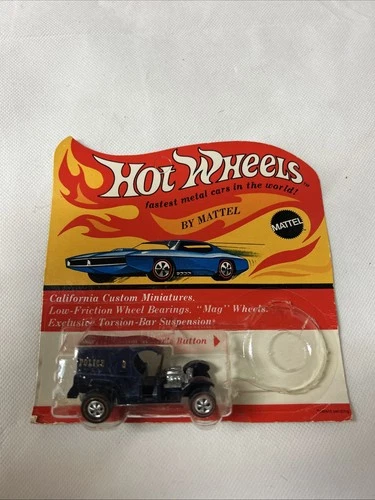 Hot Wheels
fastest metal cars in the world!
BY MATTEL
MATTEL
California Custom Miniatures,
Low-Friction Wheel Bearings, "Mag" Wheels,
Exclusive Torsion-Bar Suspension
Button
POLICE